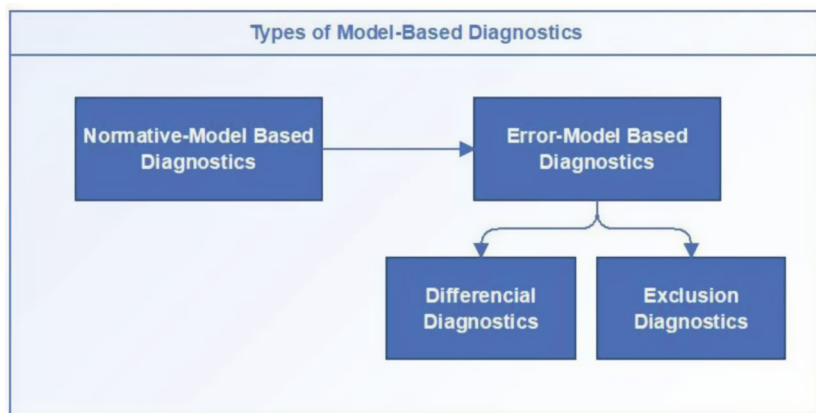 Types of Model-Based Diagnostics
Normative-Model Based
Diagnostics
Error-Model Based
Diagnostics
Differencial
Diagnostics
Exclusion
Diagnostics